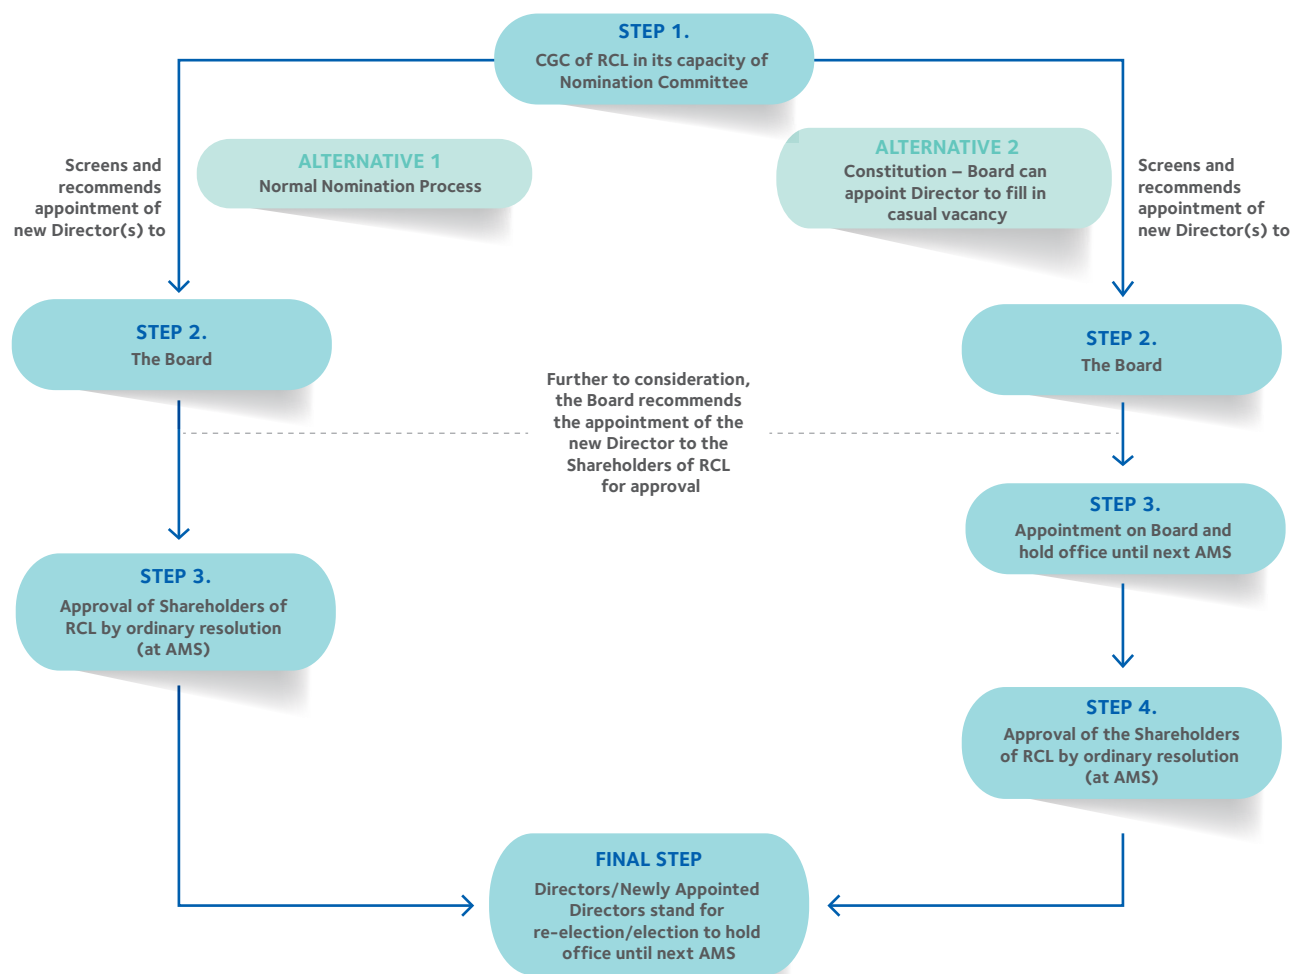 STEP 1.
CGC of RCL in its capacity of
Nomination Committee
ALTERNATIVE 1
Normal Nomination Process
ALTERNATIVE 2
Constitution – Board can
appoint Director to fill in
casual vacancy
Screens and
recommends
appointment of
new Director(s) to
Screens and
recommends
appointment of
new Director(s) to
STEP 2.
The Board
STEP 2.
The Board
Further to consideration,
the Board recommends
the appointment of the
new Director to the
Shareholders of RCL
for approval
STEP 3.
Appointment on Board and
hold office until next AMS
STEP 3.
Approval of Shareholders of
RCL by ordinary resolution
(at AMS)
STEP 4.
Approval of the Shareholders
of RCL by ordinary resolution
(at AMS)
FINAL STEP
Directors/Newly Appointed
Directors stand for
re-election/election to hold
office until next AMS